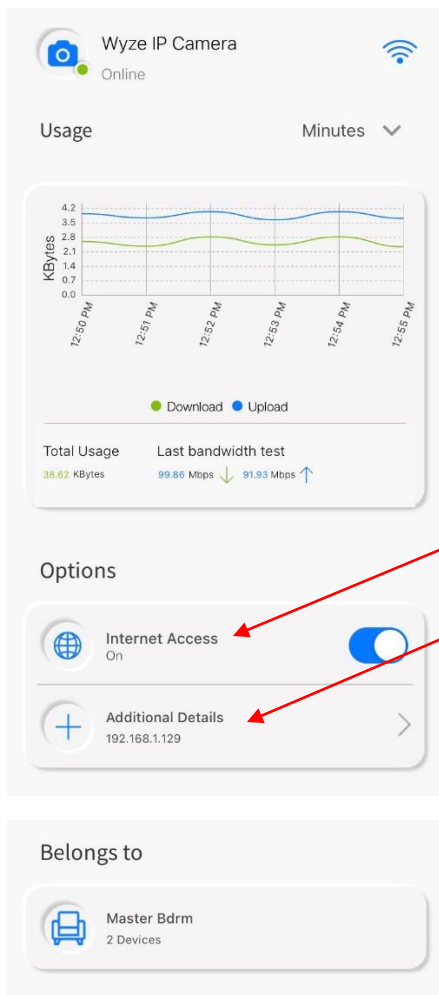 Wyze IP Camera
Online
Usage
Minutes
KBytes
4.2
3.5
2.8
2.1
1.4
0.7
0.0
12:50 PM
12:51 PM
12:52 PM
12:53 PM
12:54 PM
12:55 PM
Download Upload
Total Usage Last bandwidth test
38.62 KBytes 99.86 Mbps 91.93 Mbps
Options
Internet Access
On
Additional Details
192.168.1.129
Belongs to
Master Bdrm
2 Devices